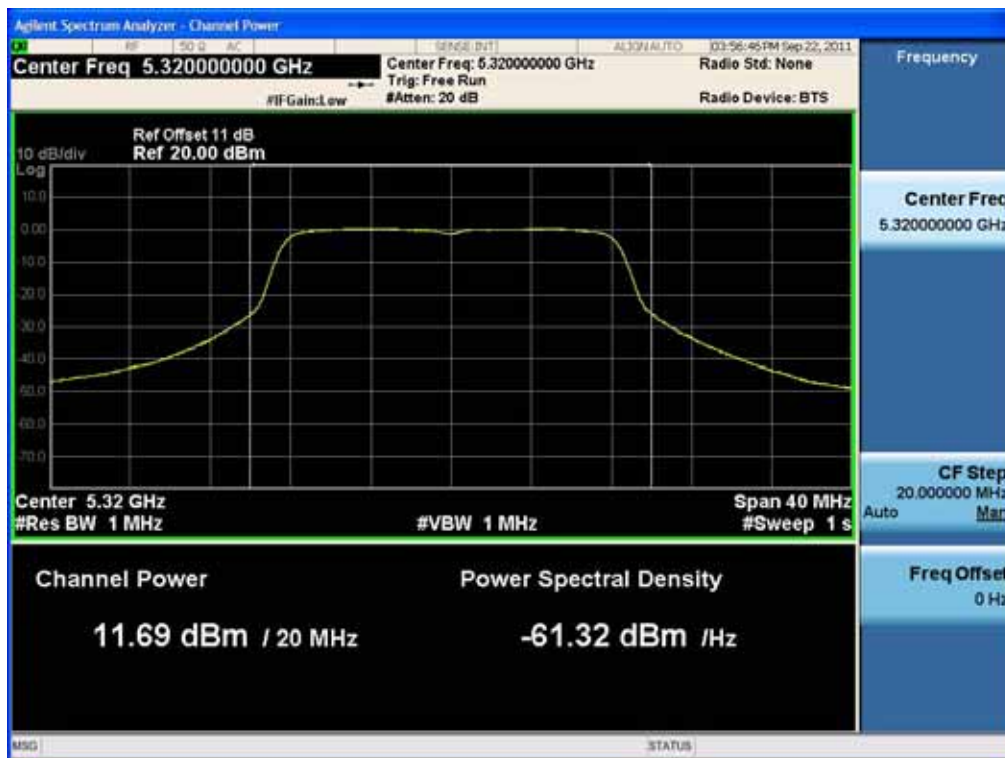 Agilent Spectrum Analyzer - Channel Power
RF 50 Ω AC SENSE:INT ALIGNAUTO 03:56:46PM Sep 22, 2011
Center Freq 5.320000000 GHz
Center Freq: 5.320000000 GHz
Radio Std: None
Trig: Free Run
#IFGain:Low
#Atten: 20 dB
Radio Device: BTS
Ref Offset 11 dB
10 dB/div Ref 20.00 dBm
Log
10.0
0.00
-10.0
-20.0
-30.0
-40.0
-50.0
-60.0
-70.0
Center 5.32 GHz
Span 40 MHz
#Res BW 1 MHz
#VBW 1 MHz
#Sweep 1 s
Channel Power
Power Spectral Density
11.69 dBm / 20 MHz
-61.32 dBm /Hz
MSG
STATUS
Frequency
Center Freq
5.320000000 GHz
CF Step
20.000000 MHz
Auto Man
Freq Offset
0 Hz